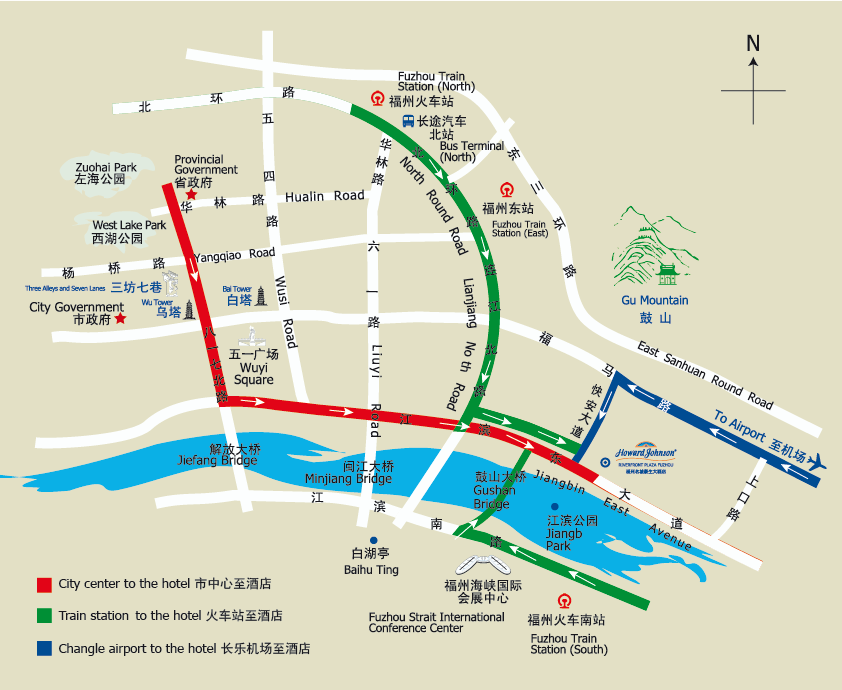 N
Fuzhou Train
Station (North)
福州火车站
北 环 路
长途汽车
北站
Bus Terminal
(North)
五四路
华林路
东三环路
Zuohai Park
左海公园
Provincial
Government
省政府
North Round Road
福州东站
Fuzhou Train
Station (East)
华 林 路 Hualin Road
West Lake Park
西湖公园
杨 桥 路 Yangqiao Road
六一路
Three Alleys and Seven Lanes 三坊七巷
Wu Tower
乌塔
Bai Tower
白塔
Wusi Road
City Government
市政府
Lianjiang No th Road
Gu Mountain
鼓 山
五一广场
Wuyi
Square
Liuyi Road
福 马 路
East Sanhuan Round Road
快安大道
To Airport 至机场
Howard Johnson
RIVERFRONT PLAZA FUZHOU
上口路
解放大桥
Jiefang Bridge
闽江大桥
Minjiang Bridge
鼓山大桥
Gushan
Bridge
江 滨 东 大 道
Jiangbin East Avenue
江滨公园
Jiangb
Park
江 滨 南
白湖亭
Baihu Ting
福州海峡国际
会展中心
Fuzhou Strait International
Conference Center
福州火车南站
Fuzhou Train
Station (South)
City center to the hotel 市中心至酒店
Train station to the hotel 火车站至酒店
Changle airport to the hotel 长乐机场至酒店